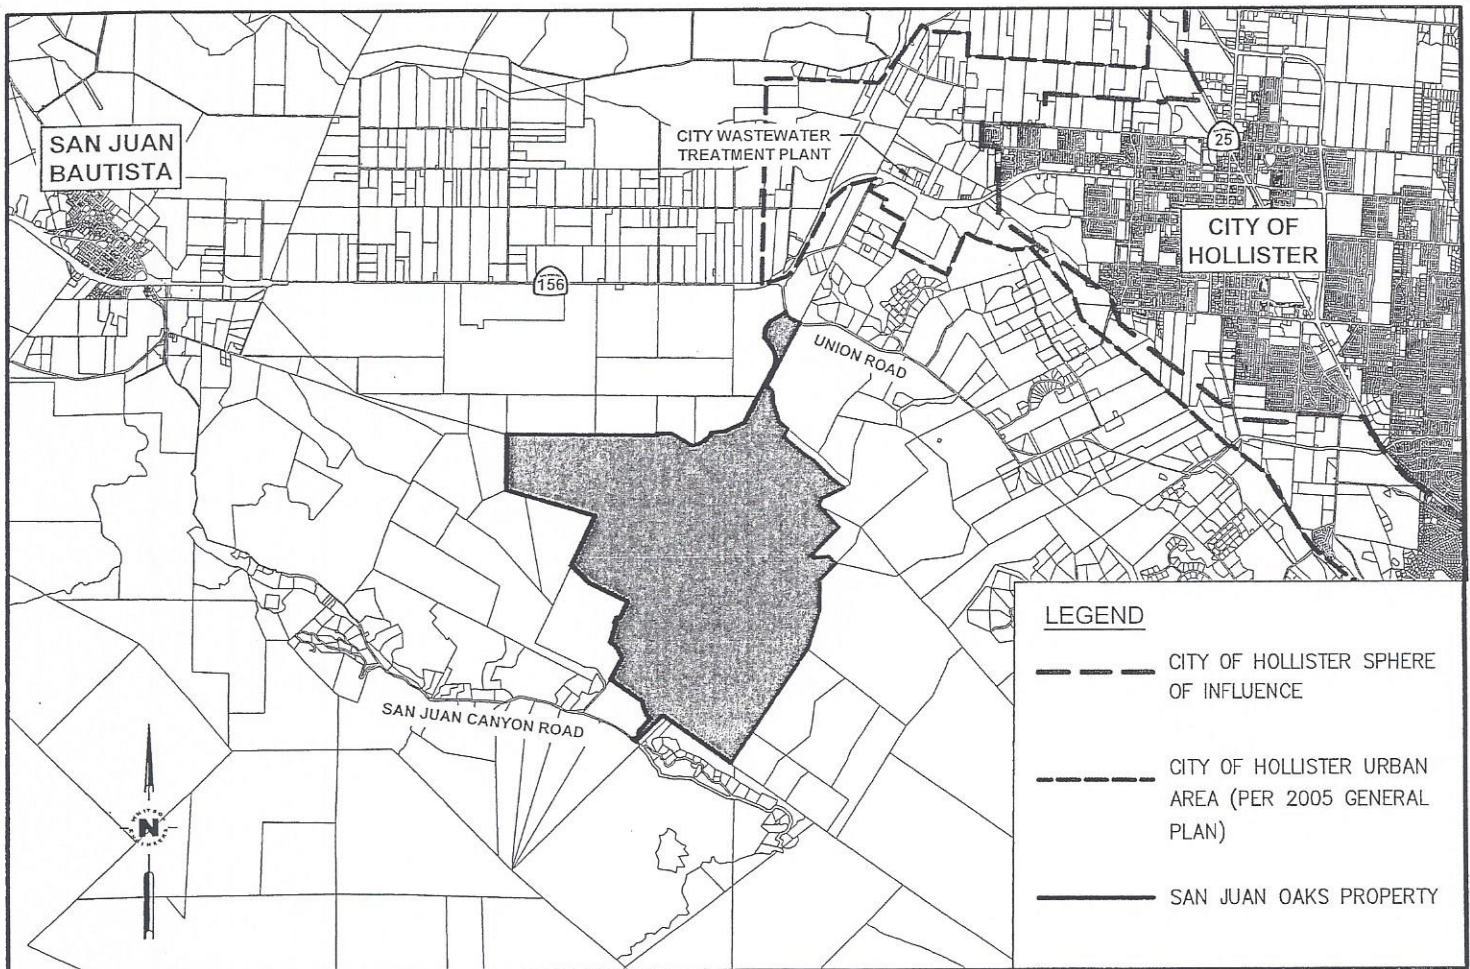 SAN JUAN
BAUTISTA
CITY WASTEWATER
TREATMENT PLANT
25
CITY OF
HOLLISTER
156
UNION ROAD
SAN JUAN CANYON ROAD
N
LEGEND
CITY OF HOLLISTER SPHERE
OF INFLUENCE
CITY OF HOLLISTER URBAN
AREA (PER 2005 GENERAL
PLAN)
SAN JUAN OAKS PROPERTY